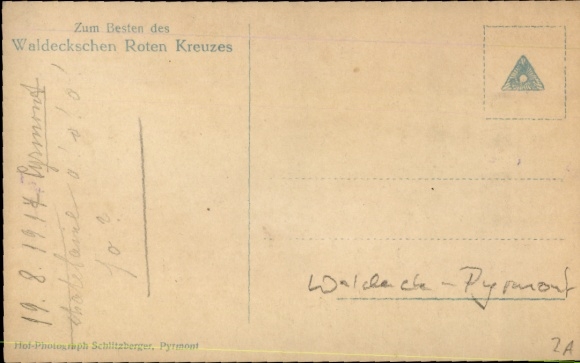 Zum Besten des
Waldeckschen Roten Kreuzes
19. 8. 1917 Pyrmont
Waldeck-Pyrmont
Hof-Photograph Schlitzberger, Pyrmont
2A